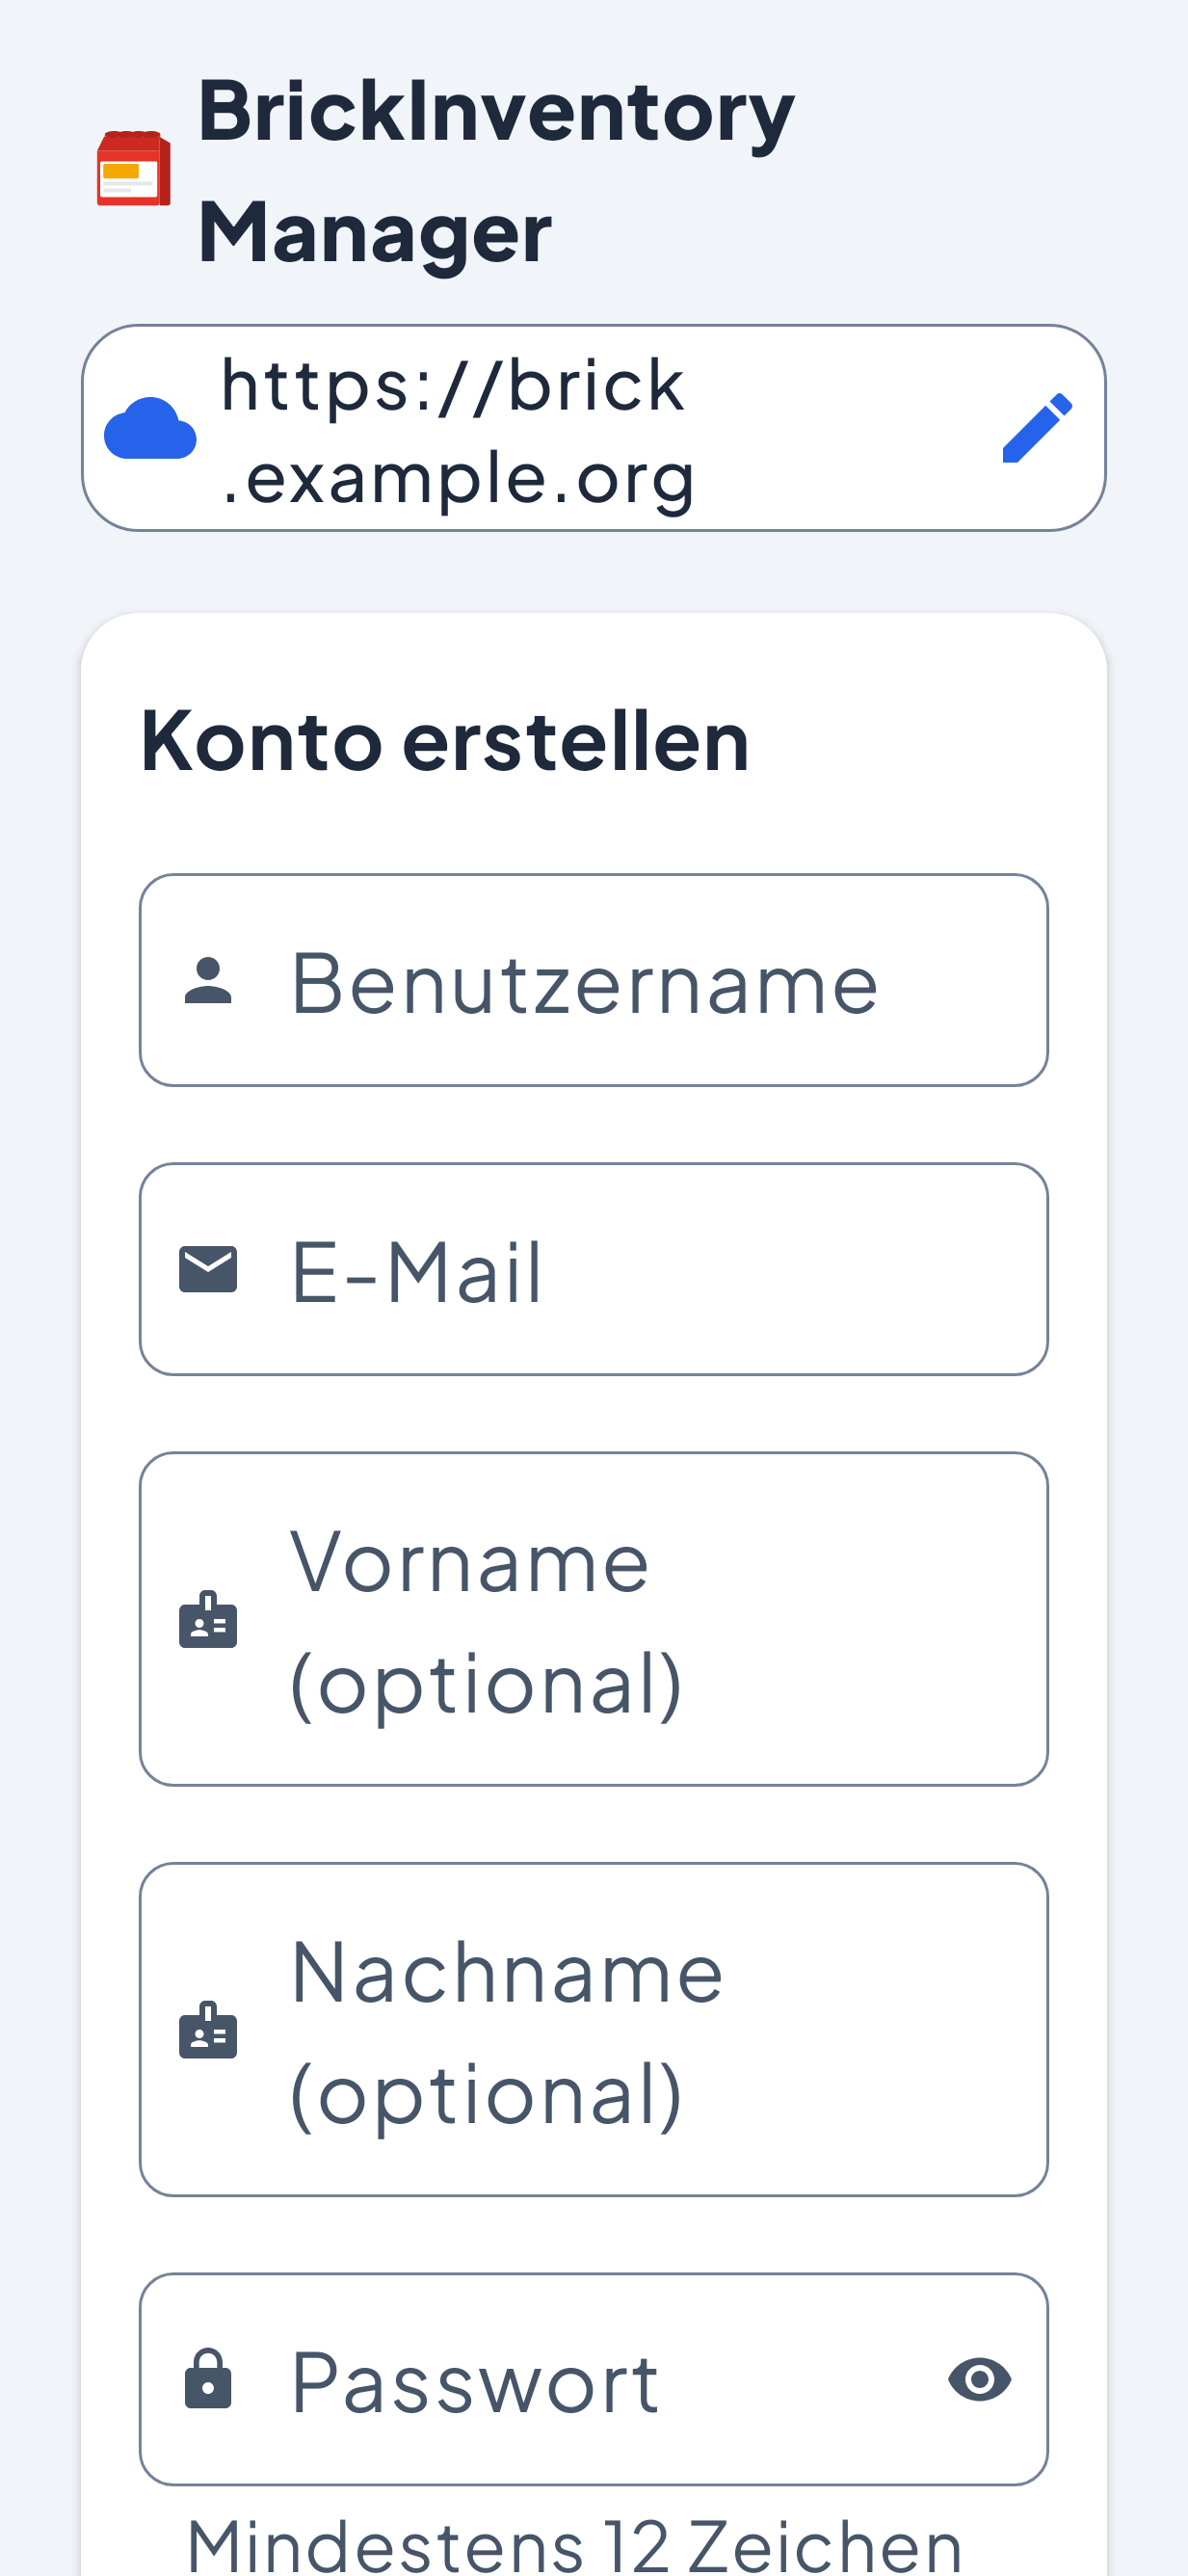 BrickInventory
Manager
https://brick
.example.org
Konto erstellen
Benutzername
E-Mail
Vorname
(optional)
Nachname
(optional)
Passwort
Mindestens 12 Zeichen